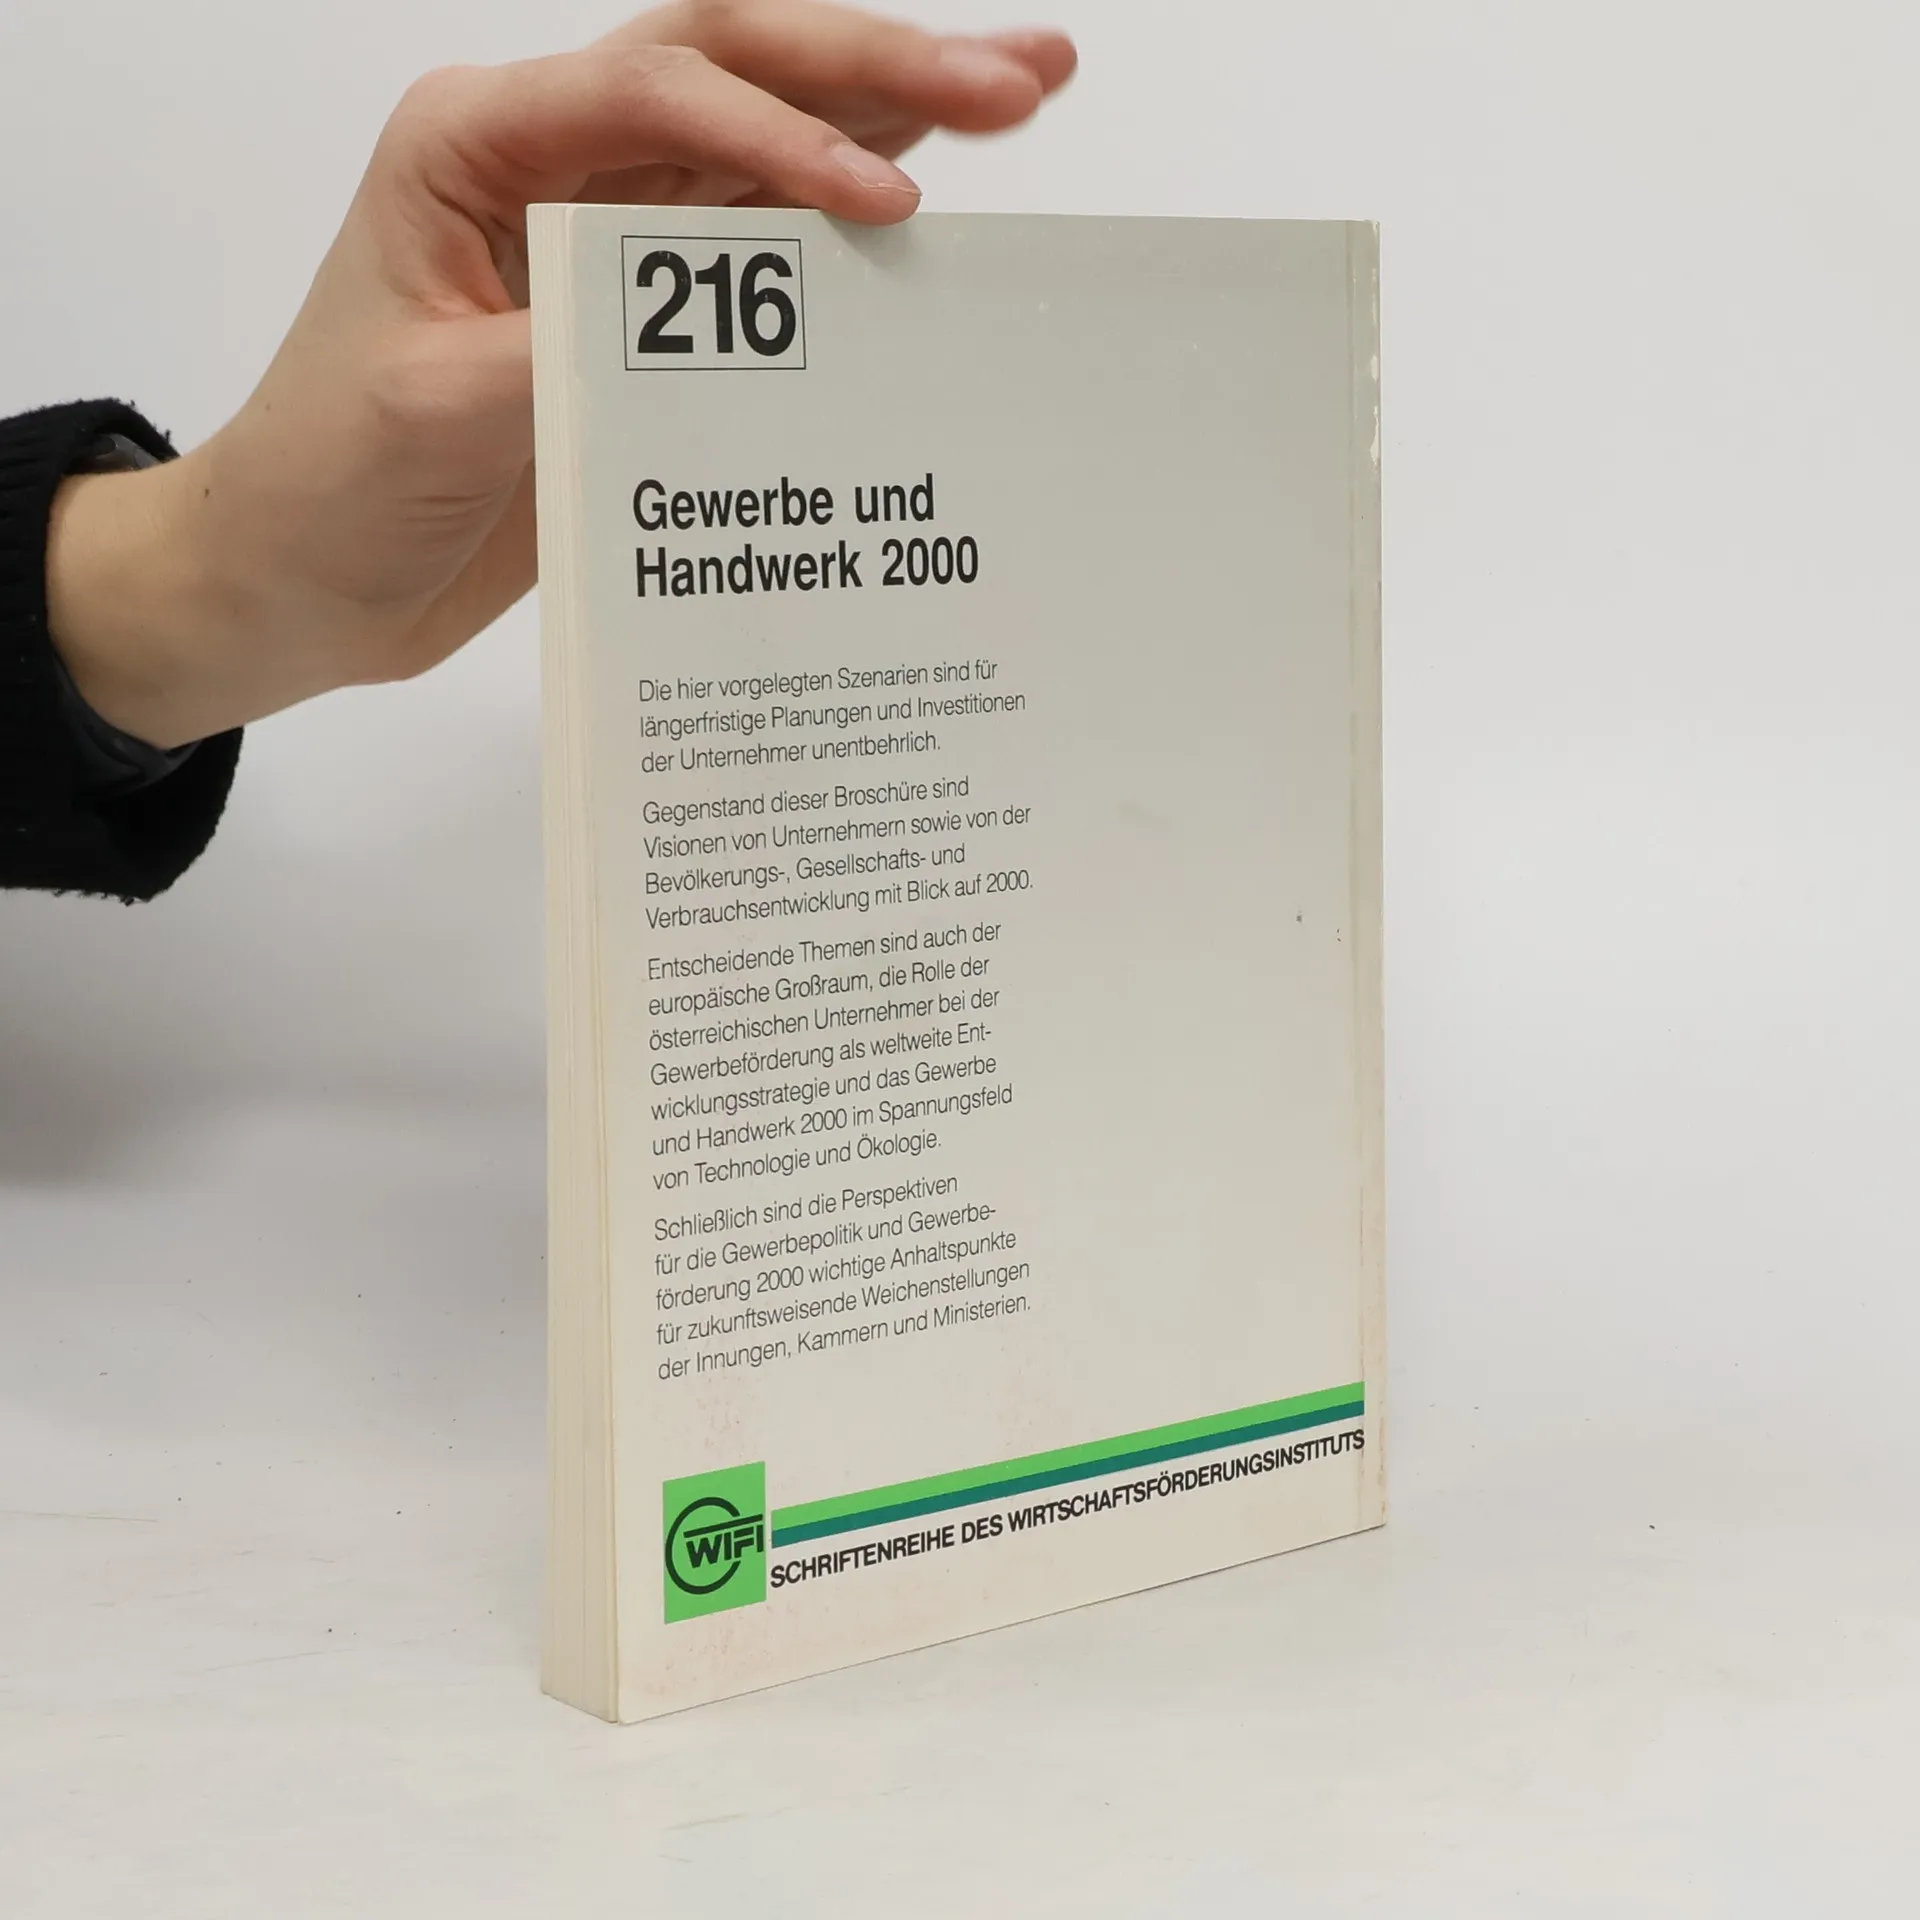 216
Gewerbe und
Handwerk 2000
Die hier vorgelegten Szenarien sind für
längerfristige Planungen und Investitionen
der Unternehmer unentbehrlich.
Gegenstand dieser Broschüre sind
Visionen von Unternehmern sowie von der
Bevölkerungs-, Gesellschafts- und
Verbrauchsentwicklung mit Blick auf 2000.
Entscheidende Themen sind auch der
europäische Großraum, die Rolle der
österreichischen Unternehmer bei der
Gewerbeförderung als weltweite Ent-
wicklungsstrategie und das Gewerbe
und Handwerk 2000 im Spannungsfeld
von Technologie und Ökologie.
Schließlich sind die Perspektiven
für die Gewerbepolitik und Gewerbe-
förderung 2000 wichtige Anhaltspunkte
für zukunftsweisende Weichenstellungen
der Innungen, Kammern und Ministerien.
WIFI
SCHRIFTENREIHE DES WIRTSCHAFTSFÖRDERUNGSINSTITUTS